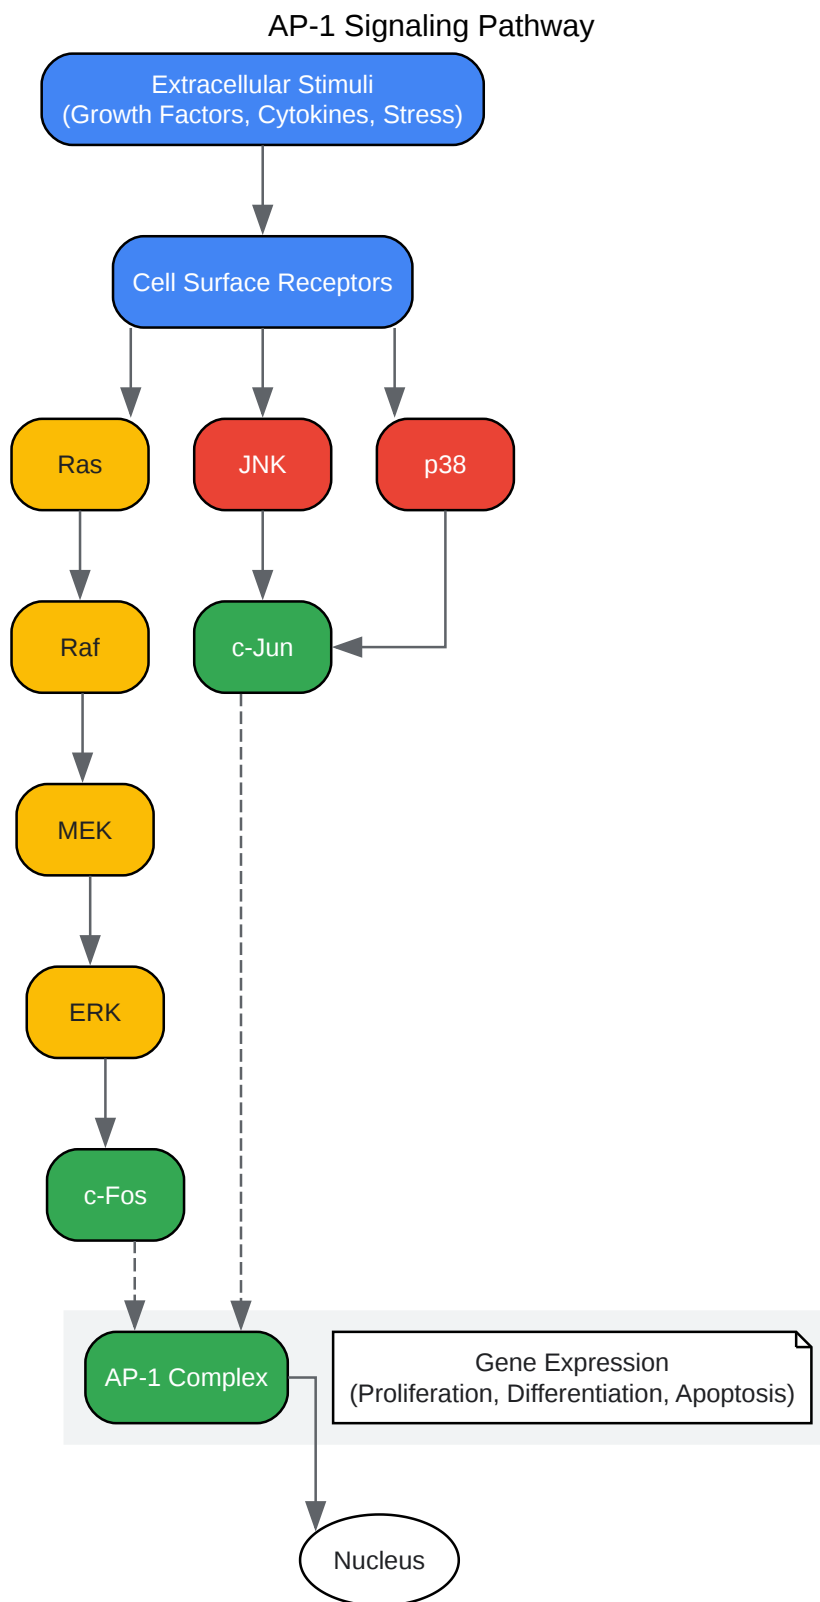 AP-1 Signaling Pathway
Extracellular Stimuli
(Growth Factors, Cytokines, Stress)
Cell Surface Receptors
Ras
JNK
p38
Raf
c-Jun
MEK
ERK
c-Fos
AP-1 Complex
Gene Expression
(Proliferation, Differentiation, Apoptosis)
Nucleus